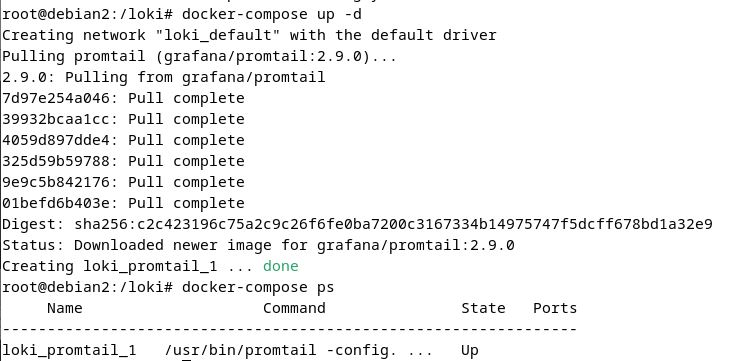 root@debian2:/loki# docker-compose up -d
Creating network "loki_default" with the default driver
Pulling promtail (grafana/promtail:2.9.0)...
2.9.0: Pulling from grafana/promtail
7d97e254a046: Pull complete
39932bcaa1cc: Pull complete
4059d897dde4: Pull complete
325d59b59788: Pull complete
9e9c5b842176: Pull complete
01befd6b403e: Pull complete
Digest: sha256:c2c423196c75a2c9c26f6fe0ba7200c3167334b14975747f5dcff678bd1a32e9
Status: Downloaded newer image for grafana/promtail:2.9.0
Creating loki_promtail_1 ... done
root@debian2:/loki# docker-compose ps
     Name                    Command               State   Ports
----------------------------------------------------------------
loki_promtail_1   /usr/bin/promtail -config. ...   Up